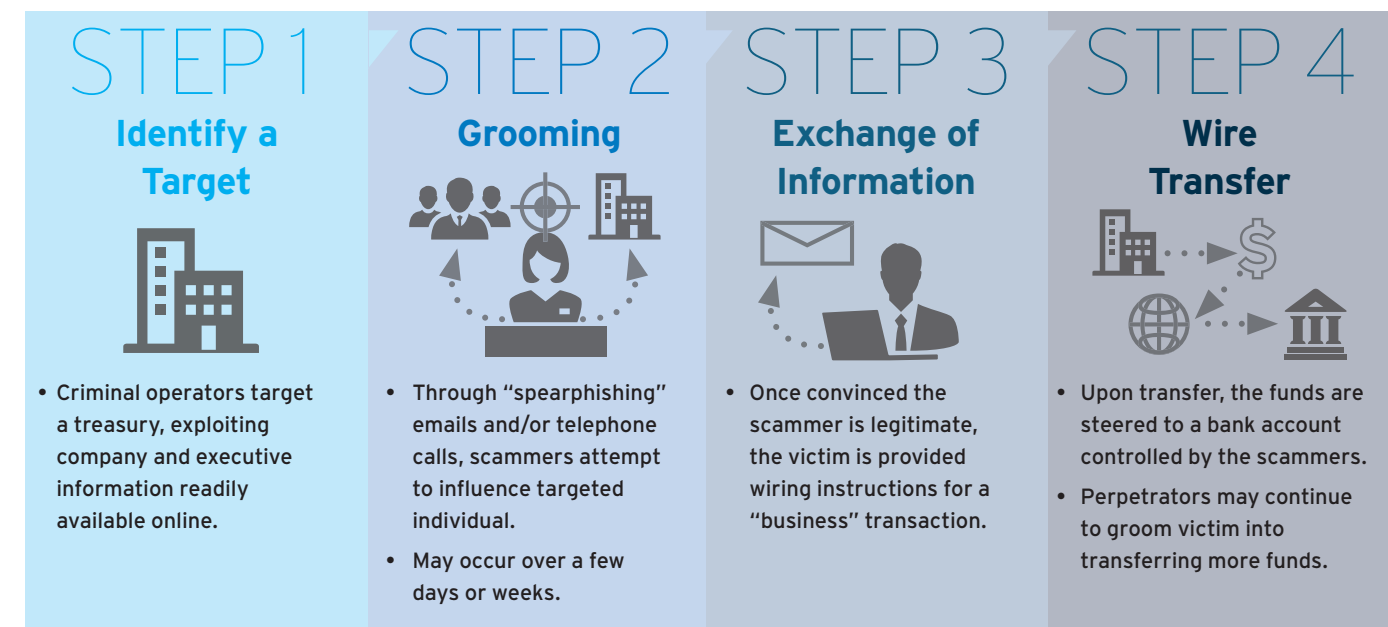 STEP 1
Identify a
Target
• Criminal operators target
a treasury, exploiting
company and executive
information readily
available online.
STEP 2
Grooming
• Through “spearphishing”
emails and/or telephone
calls, scammers attempt
to influence targeted
individual.
• May occur over a few
days or weeks.
STEP 3
Exchange of
Information
• Once convinced the
scammer is legitimate,
the victim is provided
wiring instructions for a
“business” transaction.
STEP 4
Wire
Transfer
$
• Upon transfer, the funds are
steered to a bank account
controlled by the scammers.
• Perpetrators may continue
to groom victim into
transferring more funds.